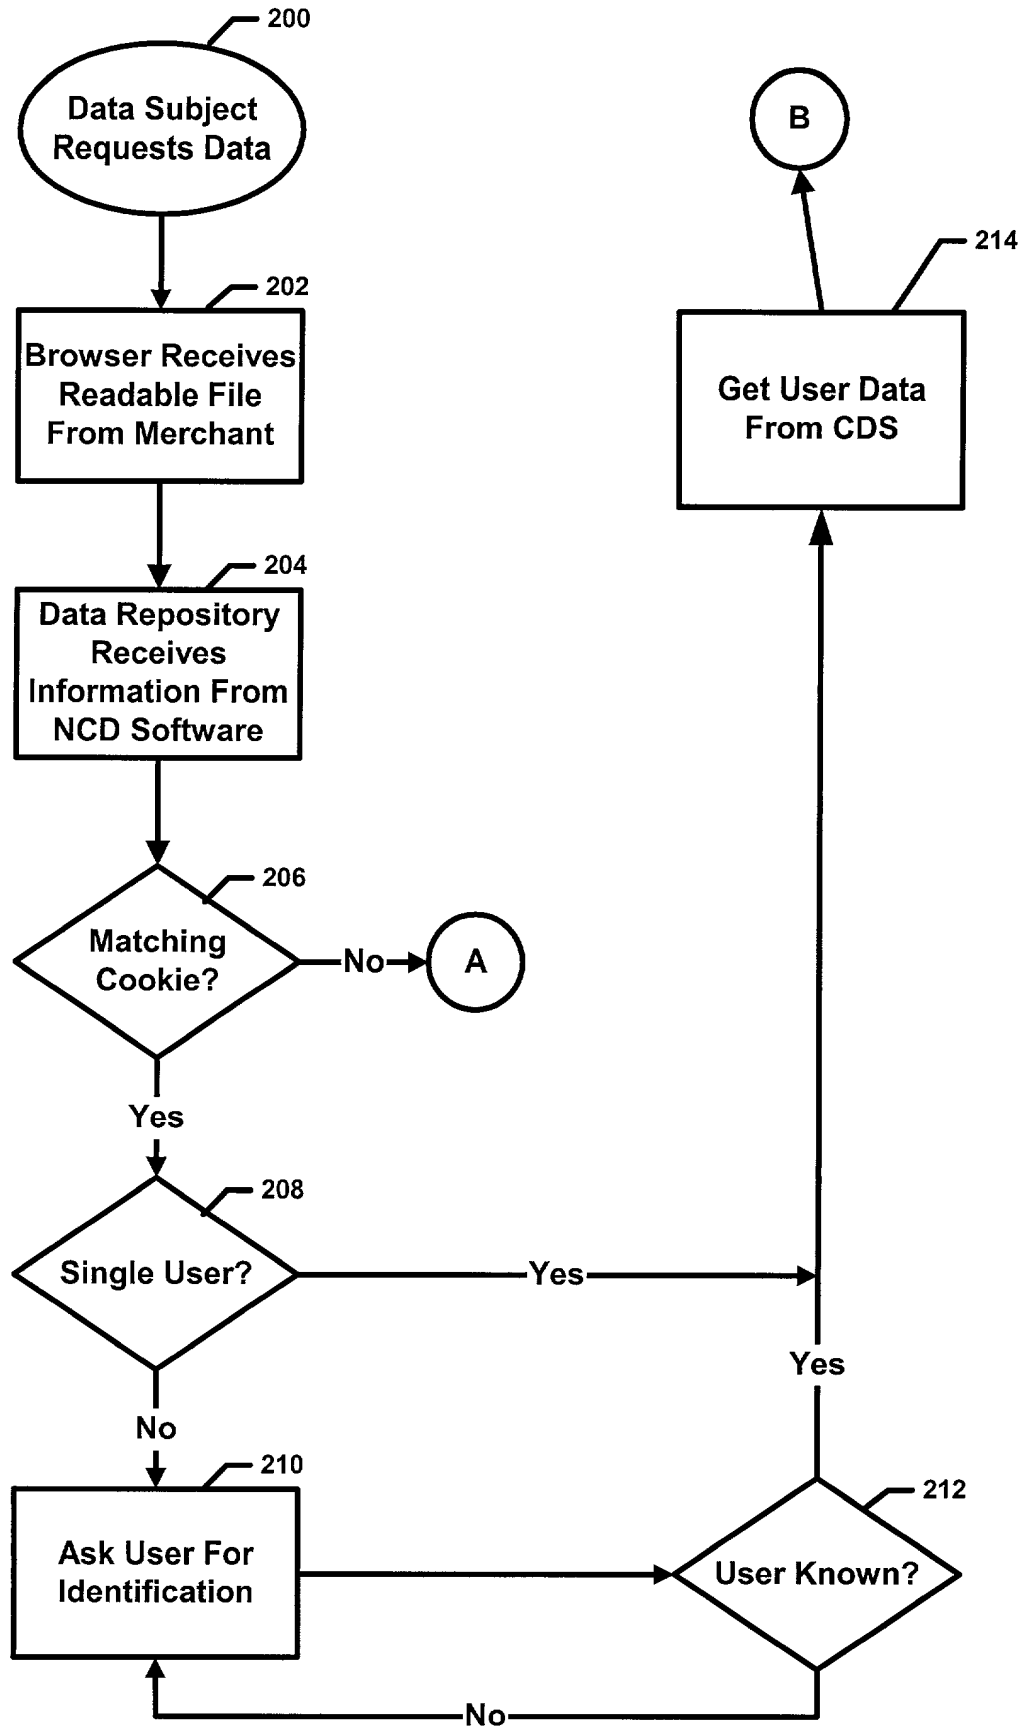 200
Data Subject
Requests Data
202
Browser Receives
Readable File
From Merchant
204
Data Repository
Receives
Information From
NCD Software
206
Matching
Cookie?
No
A
Yes
208
Single User?
Yes
No
210
Ask User For
Identification
212
User Known?
Yes
No
214
Get User Data
From CDS
B